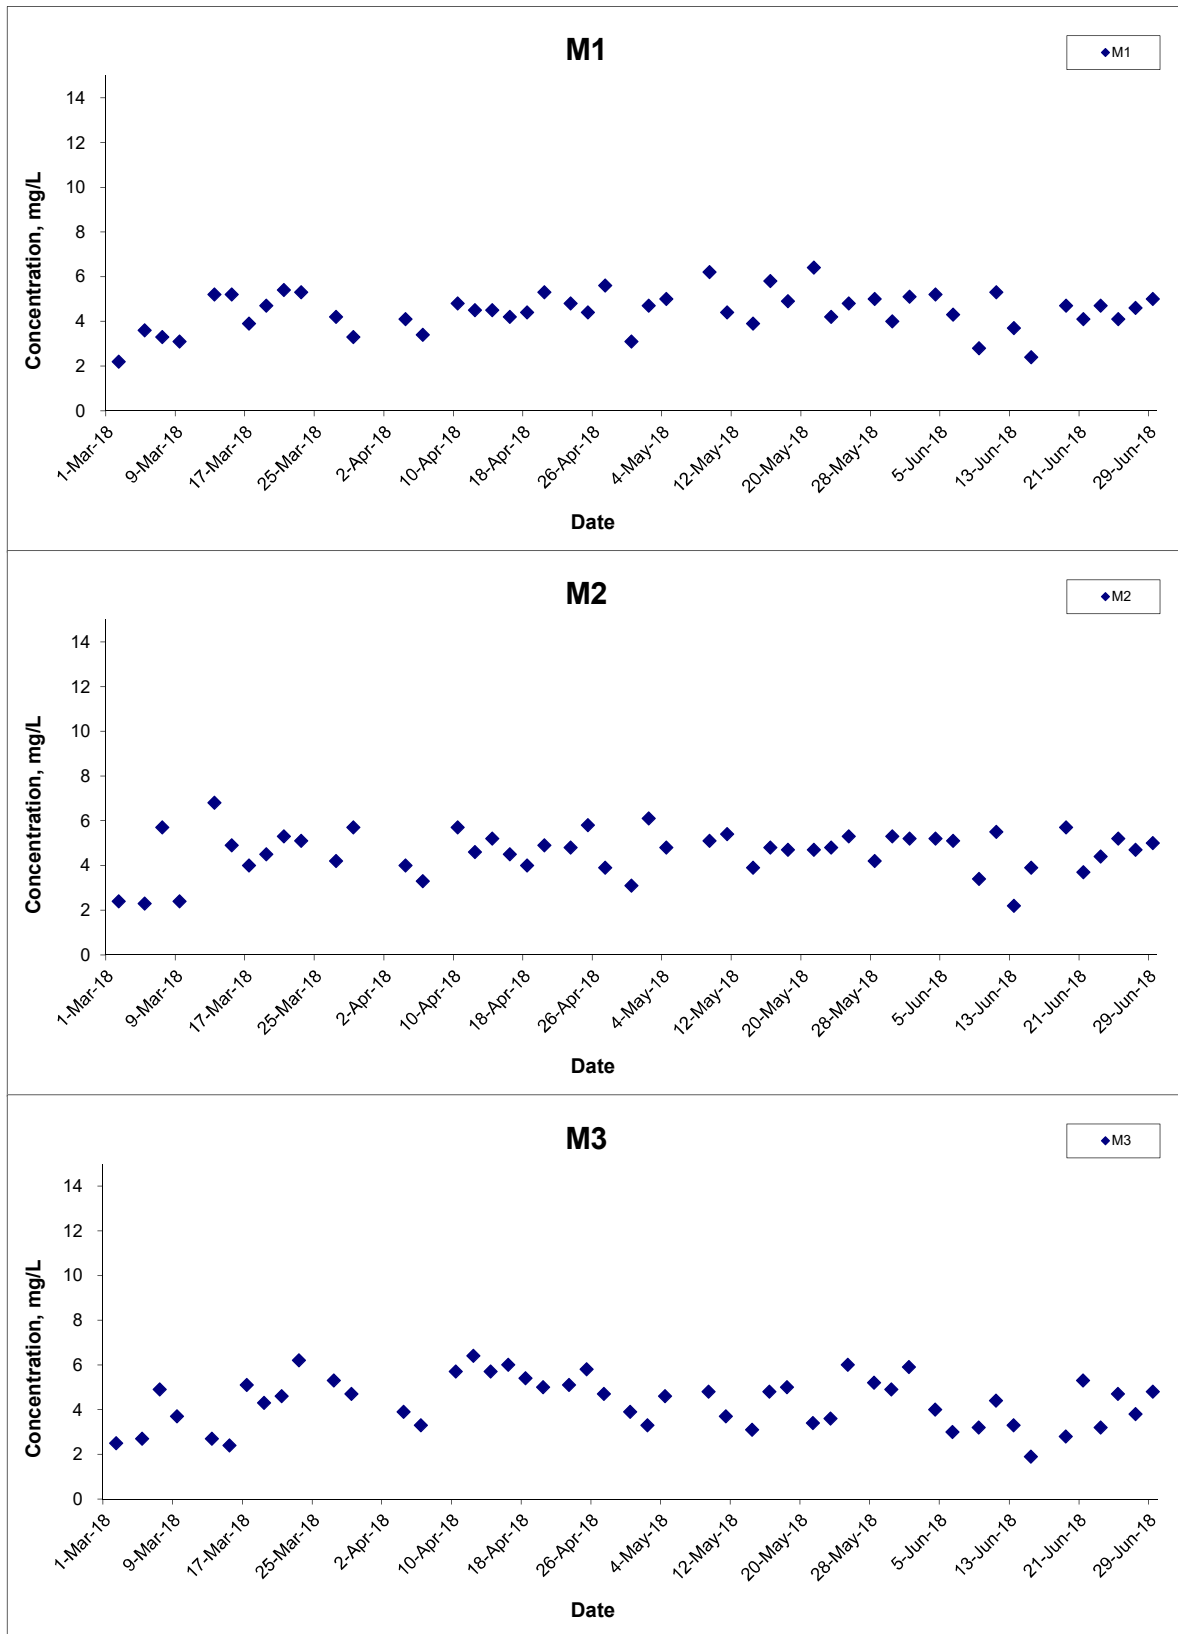 M1
M1
14
12
10
8
6
4
2
0
Concentration, mg/L
1-Mar-18 9-Mar-18 17-Mar-18 25-Mar-18 2-Apr-18 10-Apr-18 18-Apr-18 26-Apr-18 4-May-18 12-May-18 20-May-18 28-May-18 5-Jun-18 13-Jun-18 21-Jun-18 29-Jun-18
Date
M2
M2
14
12
10
8
6
4
2
0
Concentration, mg/L
1-Mar-18 9-Mar-18 17-Mar-18 25-Mar-18 2-Apr-18 10-Apr-18 18-Apr-18 26-Apr-18 4-May-18 12-May-18 20-May-18 28-May-18 5-Jun-18 13-Jun-18 21-Jun-18 29-Jun-18
Date
M3
M3
14
12
10
8
6
4
2
0
Concentration, mg/L
1-Mar-18 9-Mar-18 17-Mar-18 25-Mar-18 2-Apr-18 10-Apr-18 18-Apr-18 26-Apr-18 4-May-18 12-May-18 20-May-18 28-May-18 5-Jun-18 13-Jun-18 21-Jun-18 29-Jun-18
Date